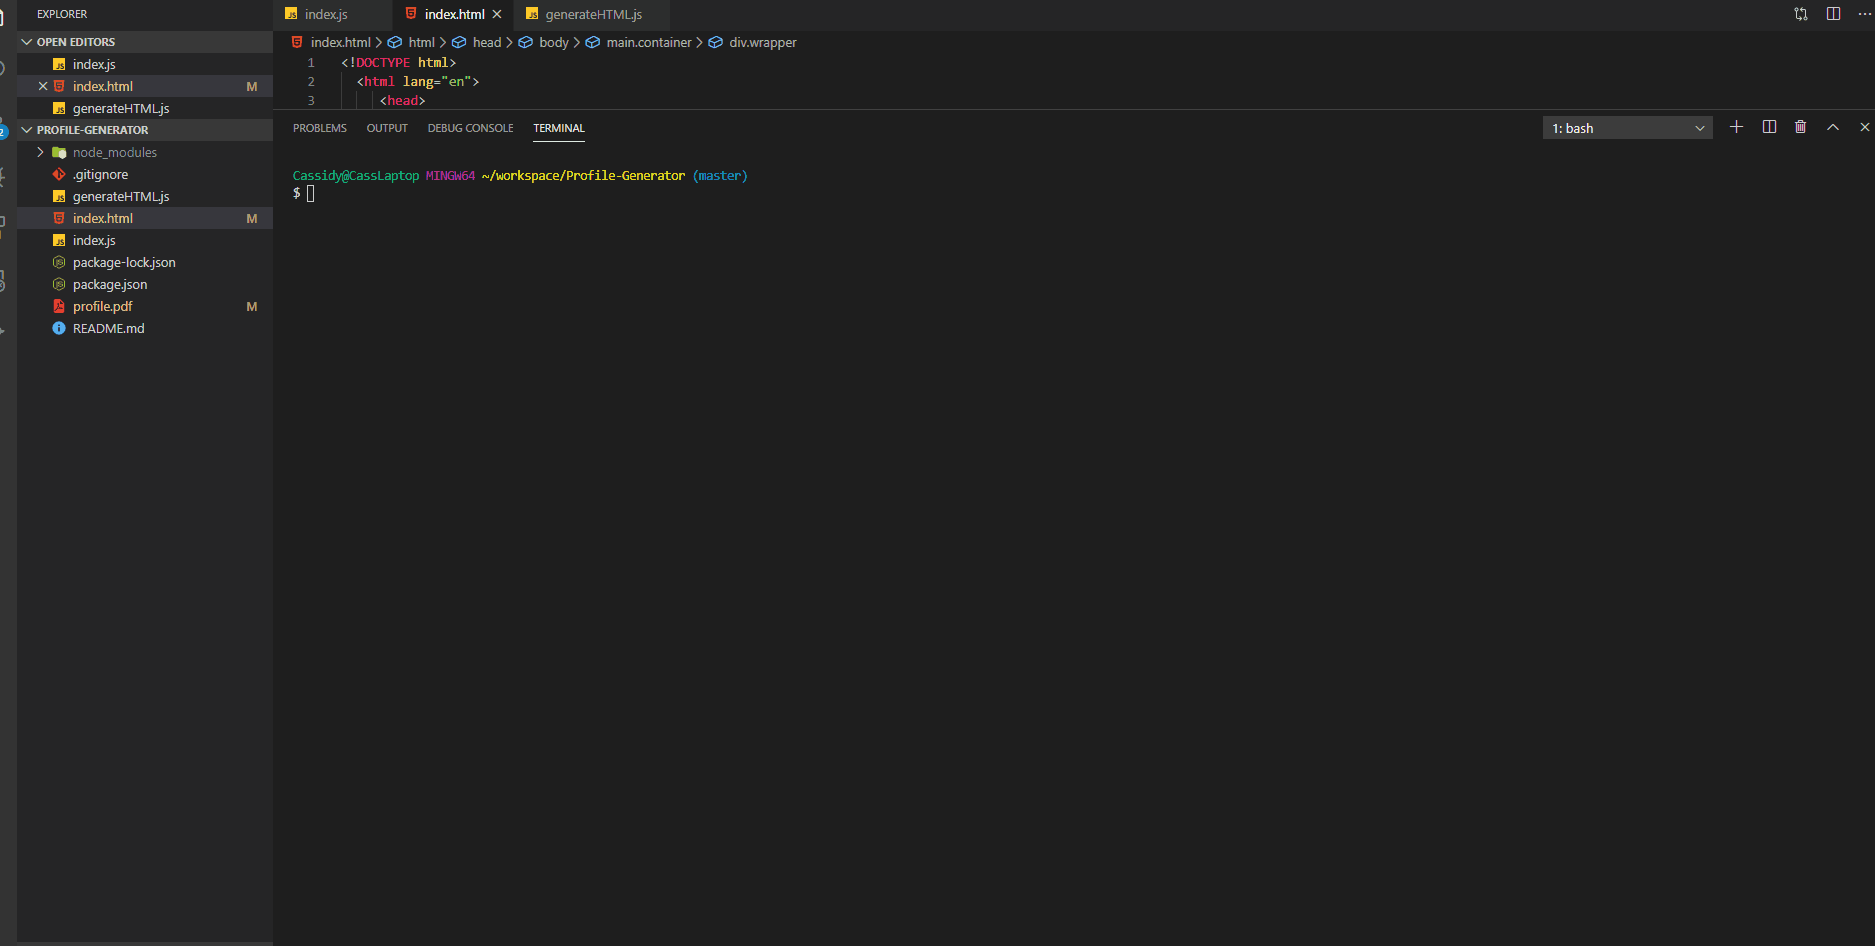 EXPLORER
OPEN EDITORS
index.js
index.html M
generateHTML.js
PROFILE-GENERATOR
node_modules
.gitignore
generateHTML.js
index.html M
index.js
package-lock.json
package.json
profile.pdf M
README.md
2
index.js index.html generateHTML.js
index.html > html > head > body > main.container > div.wrapper
1 <!DOCTYPE html>
2 <html lang="en">
3 <head>
PROBLEMS OUTPUT DEBUG CONSOLE TERMINAL 1: bash
Cassidy@CassLaptop MINGW64 ~/workspace/Profile-Generator (master)
$